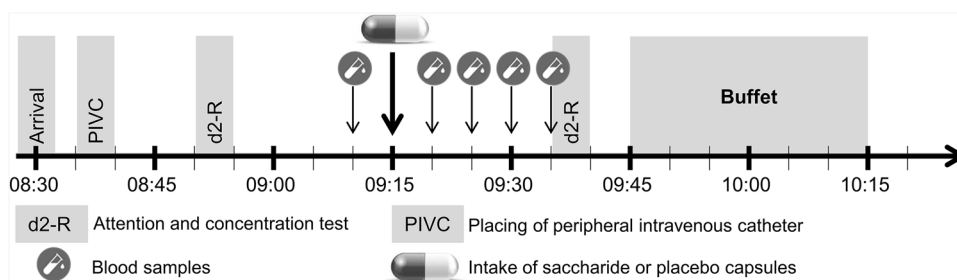 Arrival
PIVC
d2-R
d2-R
Buffet
08:30 08:45 09:00 09:15 09:30 09:45 10:00 10:15
d2-R Attention and concentration test PIVC Placing of peripheral intravenous catheter
Blood samples Intake of saccharide or placebo capsules